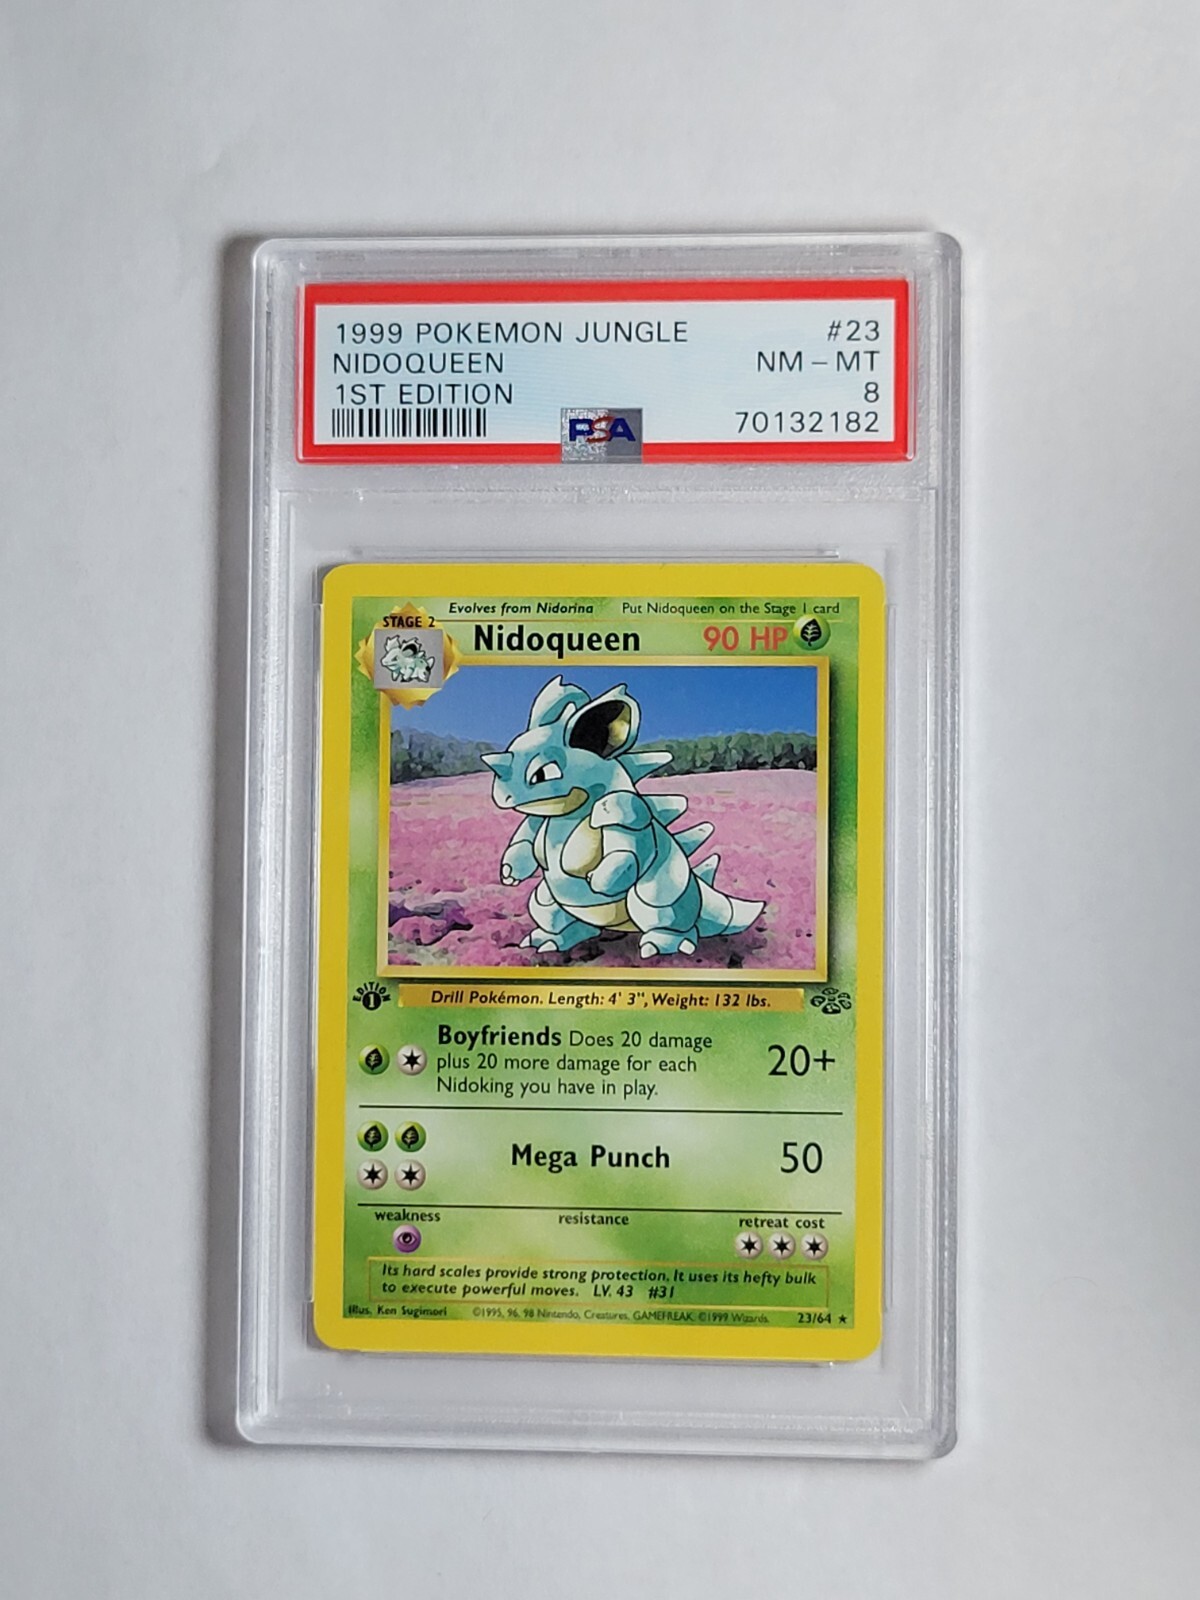 1999 POKEMON JUNGLE #23
NIDOQUEEN NM - MT
1ST EDITION 8
PSA 70132182
Evolves from Nidorina Put Nidoqueen on the Stage 1 card
STAGE 2
Nidoqueen 90 HP
EDITION 1
Drill Pokémon. Length: 4' 3", Weight: 132 lbs.
Boyfriends Does 20 damage
plus 20 more damage for each
Nidoking you have in play.
20+
Mega Punch 50
weakness resistance retreat cost
Its hard scales provide strong protection. It uses its hefty bulk
to execute powerful moves. LV. 43 #31
Illus. Ken Sugimori ©1995, 96, 98 Nintendo, Creatures, GAMEFREAK. ©1999 Wizards. 23/64 ★